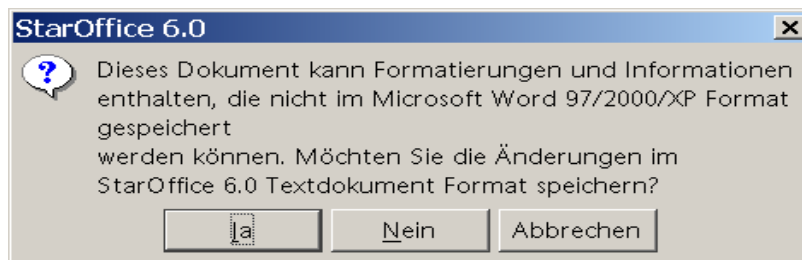 StarOffice 6.0
Dieses Dokument kann Formatierungen und Informationen
enthalten, die nicht im Microsoft Word 97/2000/XP Format
gespeichert
werden können. Möchten Sie die Änderungen im
StarOffice 6.0 Textdokument Format speichern?
Ja Nein Abbrechen